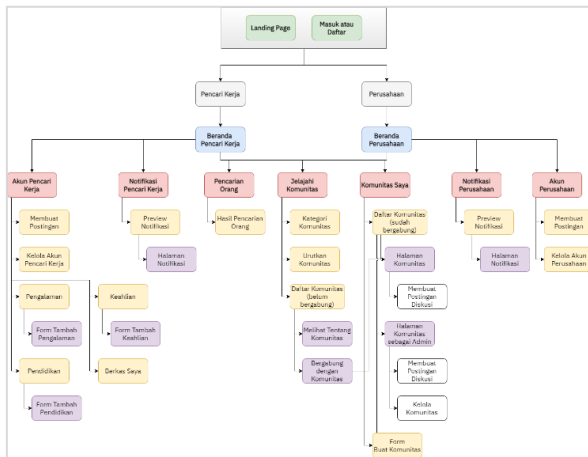 Landing Page
Masuk atau
Daftar
Pencari Kerja
Perusahaan
Beranda
Pencari Kerja
Beranda
Perusahaan
Akun Pencari
Kerja
Notifikasi
Pencari Kerja
Pencarian
Orang
Jelajahi
Komunitas
Komunitas Saya
Notifikasi
Perusahaan
Akun
Perusahaan
Membuat
Postingan
Preview
Notifikasi
Hasil Pencarian
Orang
Kategori
Komunitas
Daftar Komunitas
(sudah
bergabung)
Preview
Notifikasi
Membuat
Postingan
Kelola Akun
Pencari Kerja
Halaman
Notifikasi
Urutkan
Komunitas
Halaman
Komunitas
Halaman
Notifikasi
Kelola Akun
Perusahaan
Pengalaman
Keahlian
Daftar Komunitas
(belum
bergabung)
Membuat
Postingan
Diskusi
Form Tambah
Pengalaman
Form Tambah
Keahlian
Melihat Tentang
Komunitas
Halaman
Komunitas
sebagai Admin
Pendidikan
Berkas Saya
Bergabung
dengan
Komunitas
Membuat
Postingan
Diskusi
Form Tambah
Pendidikan
Kelola
Komunitas
Form
Buat Komunitas